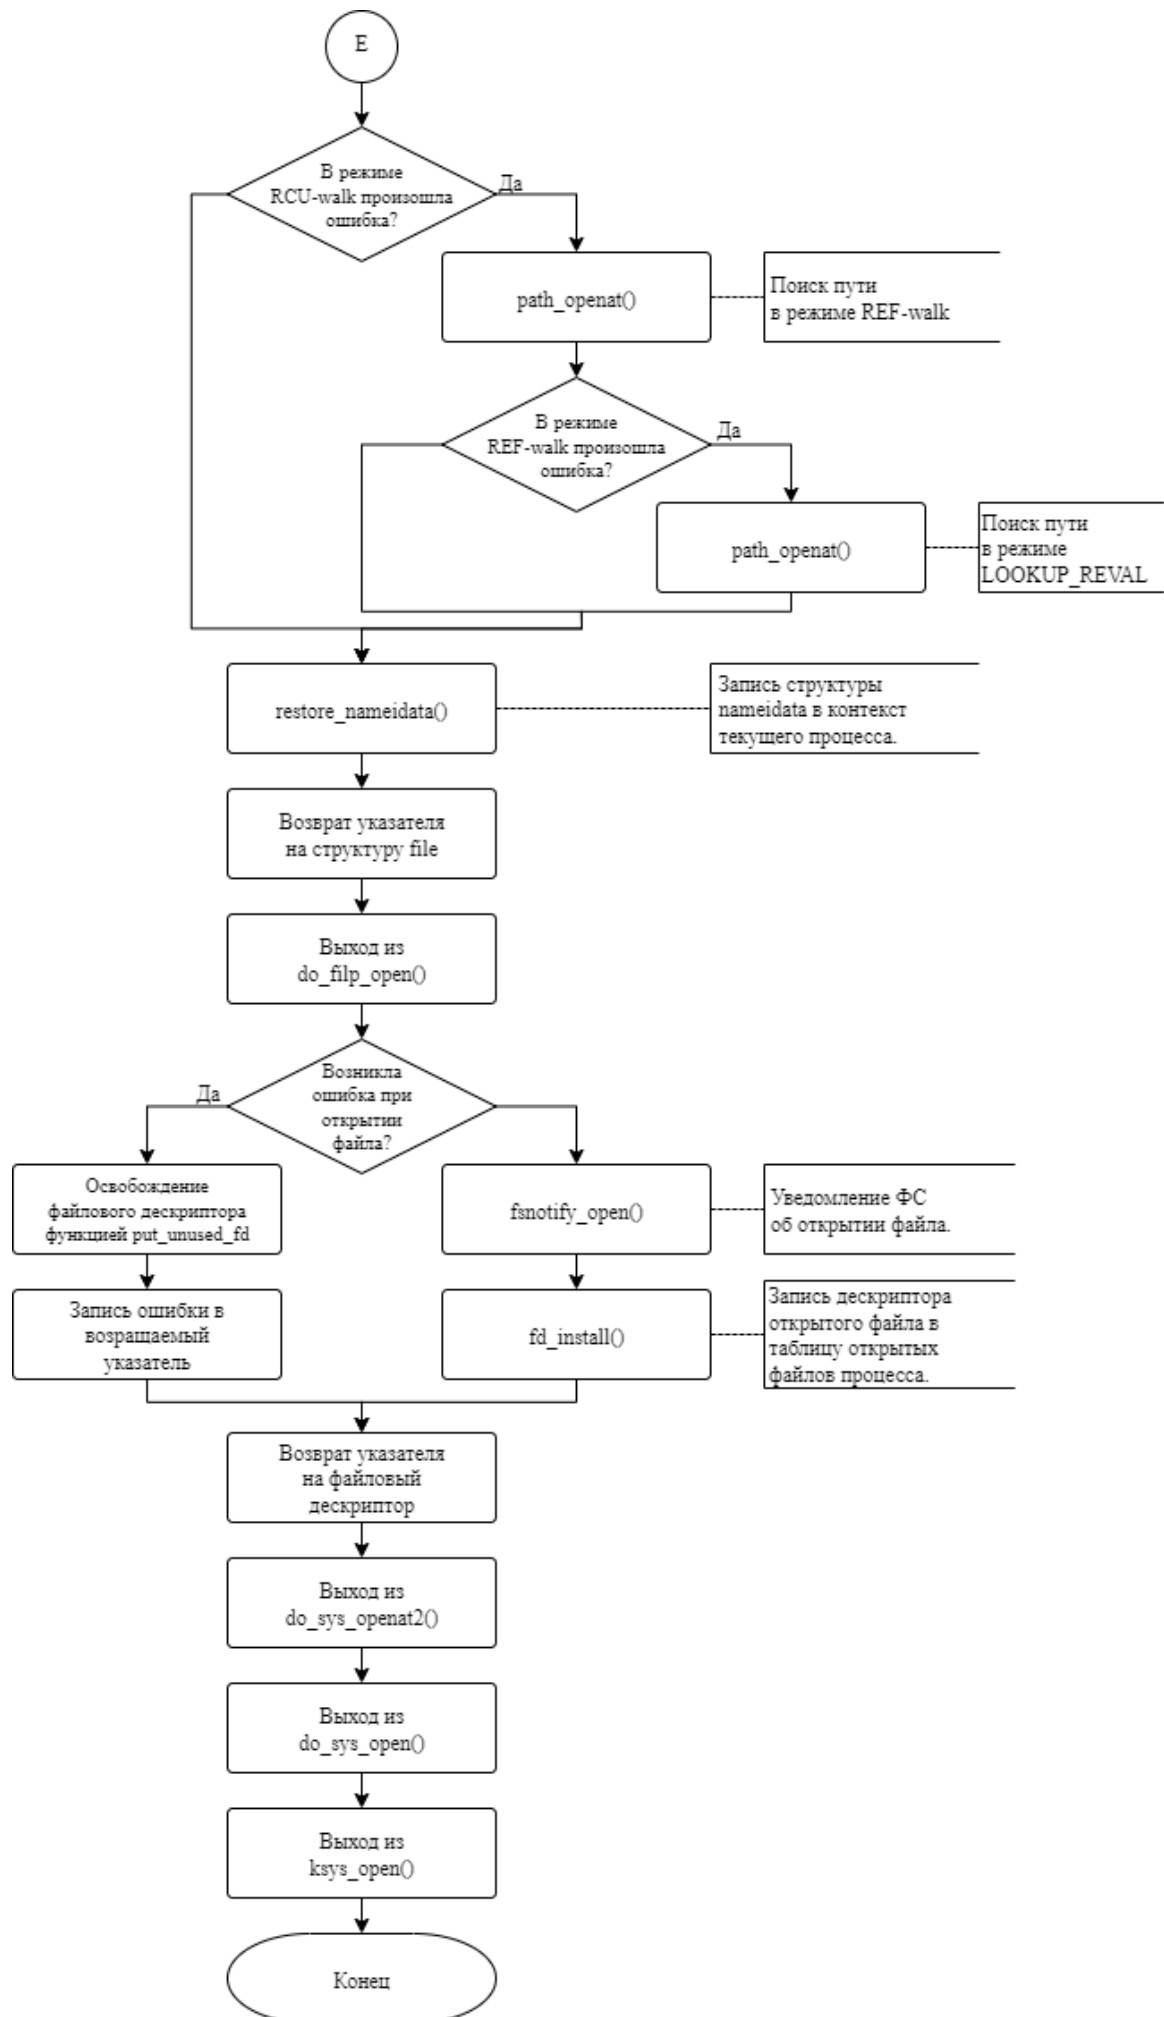 E
В режиме
RCU-walk произошла
ошибка?
Да
path_openat()
Поиск пути
в режиме REF-walk
В режиме
REF-walk произошла
ошибка?
Да
path_openat()
Поиск пути
в режиме
LOOKUP_REVAL
restore_nameidata()
Запись структуры
nameidata в контекст
текущего процесса.
Возврат указателя
на структуру file
Выход из
do_filp_open()
Возникла
ошибка при
открытии
файла?
Да
Освобождение
файлового дескриптора
функцией put_unused_fd
fsnotify_open()
Уведомление ФС
об открытии файла.
Запись ошибки в
возращаемый
указатель
fd_install()
Запись дескриптора
открытого файла в
таблицу открытых
файлов процесса.
Возврат указателя
на файловый
дескриптор
Выход из
do_sys_openat2()
Выход из
do_sys_open()
Выход из
ksys_open()
Конец